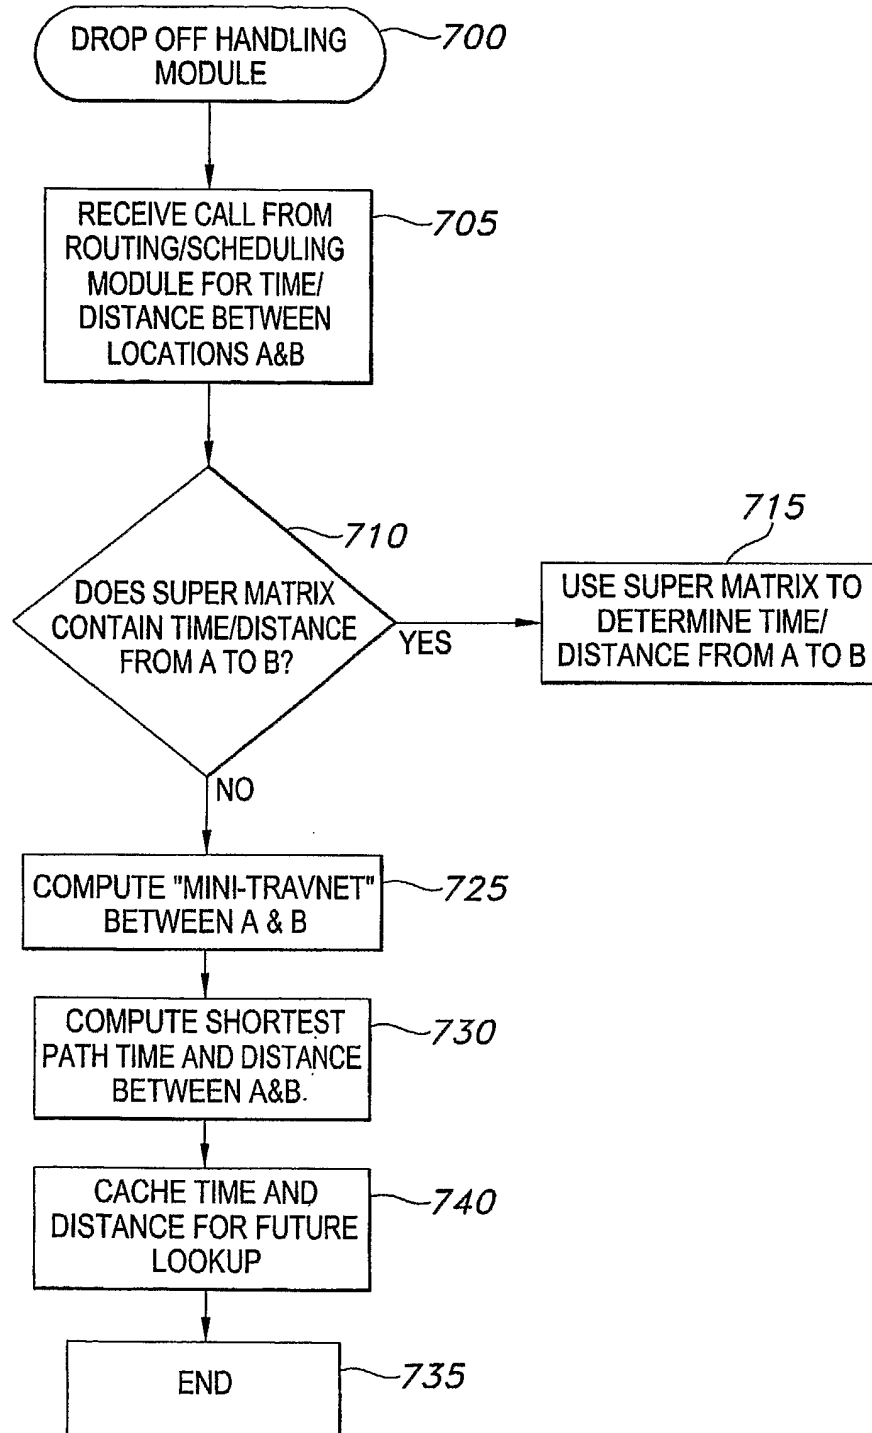 DROP OFF HANDLING
MODULE
700
RECEIVE CALL FROM
ROUTING/SCHEDULING
MODULE FOR TIME/
DISTANCE BETWEEN
LOCATIONS A&B
705
710
DOES SUPER MATRIX
CONTAIN TIME/DISTANCE
FROM A TO B?
YES
715
USE SUPER MATRIX TO
DETERMINE TIME/
DISTANCE FROM A TO B
NO
COMPUTE "MINI-TRAVNET"
BETWEEN A & B
725
COMPUTE SHORTEST
PATH TIME AND DISTANCE
BETWEEN A&B.
730
CACHE TIME AND
DISTANCE FOR FUTURE
LOOKUP
740
END
735